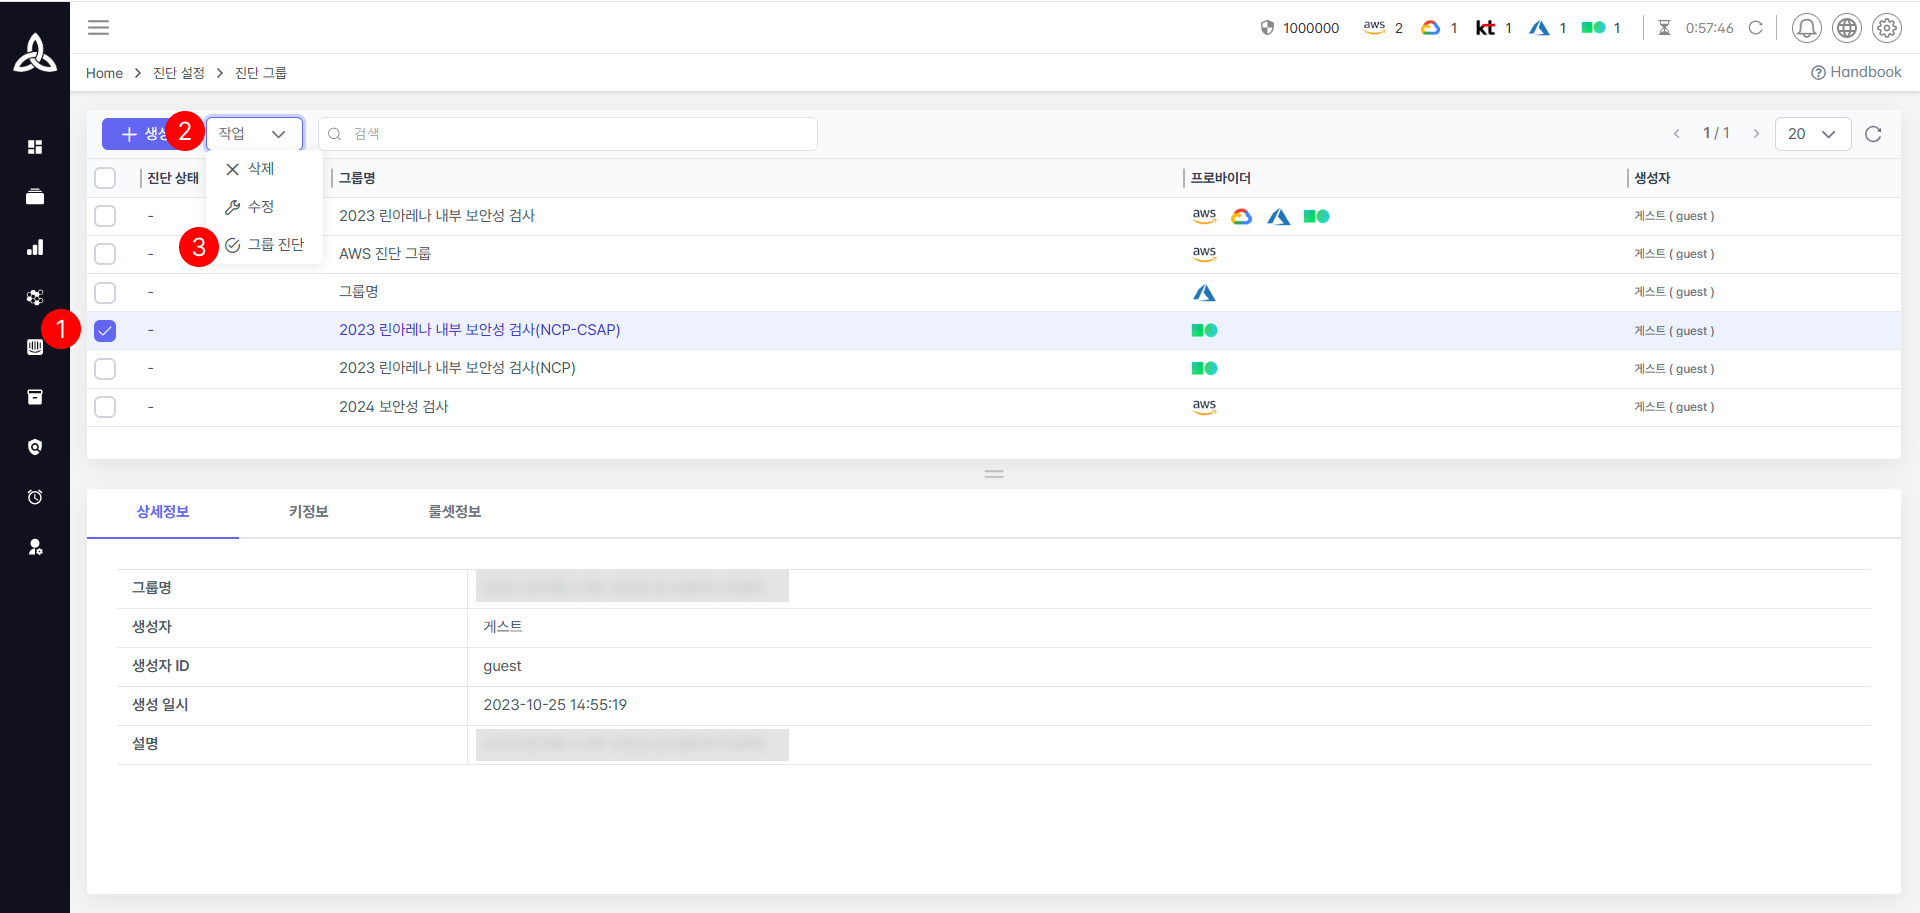 1000000 aws 2 1 kt 1 1 1 0:57:46
Home > 진단 설정 > 진단 그룹
Handbook
생성 2 작업 검색 1 / 1 20
삭제
수정
3 그룹 진단
진단 상태 그룹명 프로바이더 생성자
- 2023 린아레나 내부 보안성 검사 aws 게스트 ( guest )
- AWS 진단 그룹 aws 게스트 ( guest )
- 그룹명 게스트 ( guest )
1 - 2023 린아레나 내부 보안성 검사(NCP-CSAP) 게스트 ( guest )
- 2023 린아레나 내부 보안성 검사(NCP) 게스트 ( guest )
- 2024 보안성 검사 aws 게스트 ( guest )
상세정보 키정보 룰셋정보
그룹명
생성자 게스트
생성자 ID guest
생성 일시 2023-10-25 14:55:19
설명